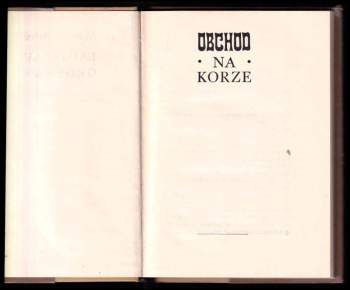 OBCHOD
· NA ·
KORZE